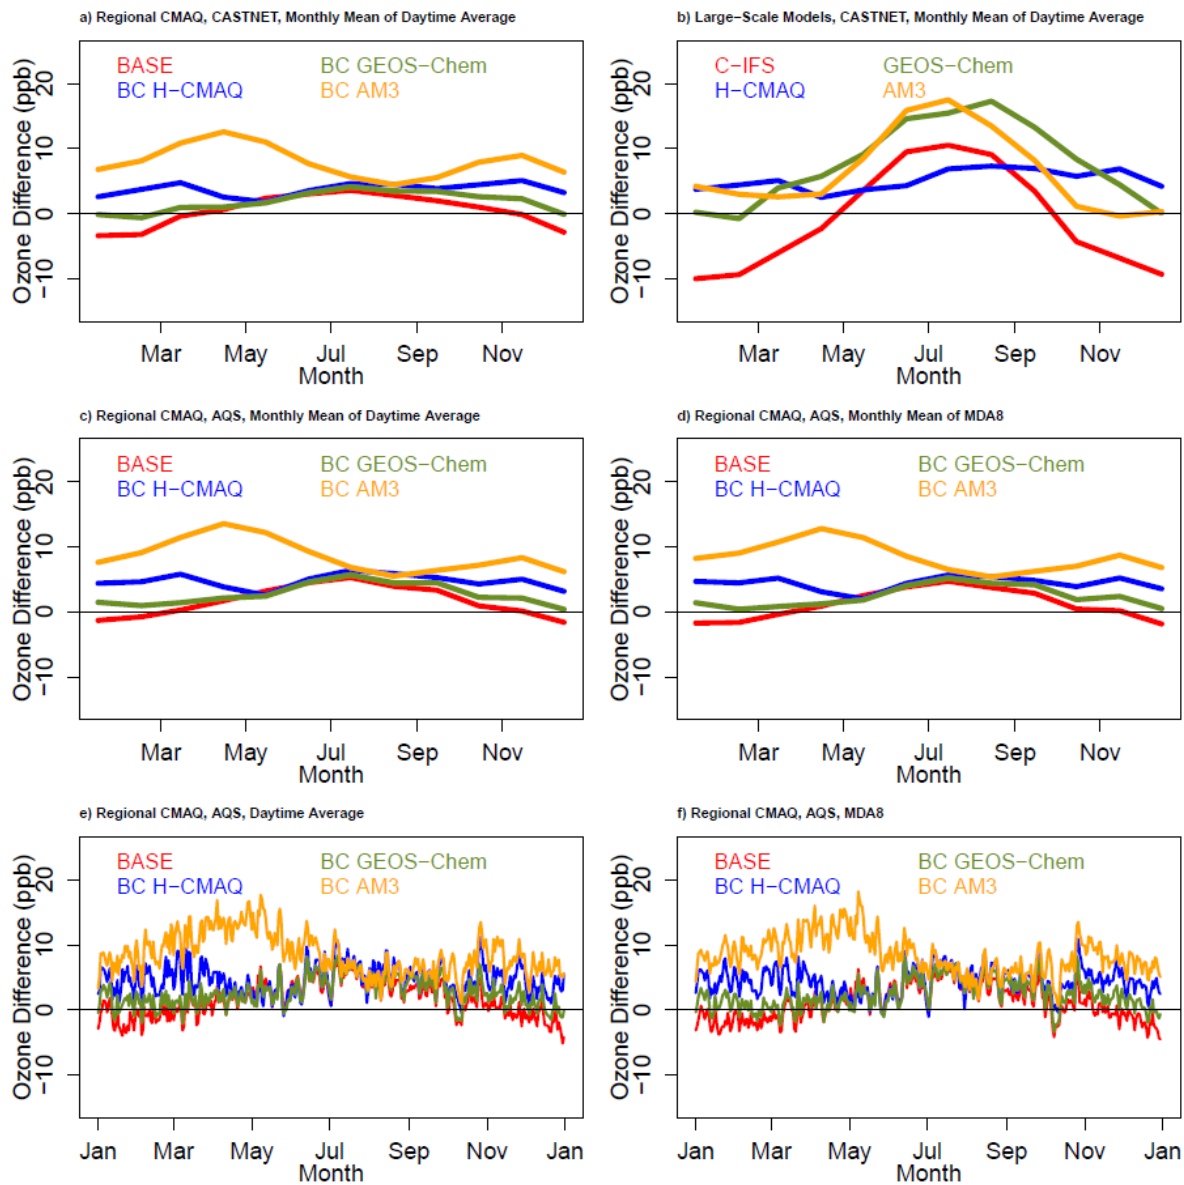 a) Regional CMAQ, CASTNET, Monthly Mean of Daytime Average
BASE BC GEOS−Chem
BC H−CMAQ BC AM3
Ozone Difference (ppb)
20
10
0
−10
Mar May Jul Sep Nov
Month
b) Large−Scale Models, CASTNET, Monthly Mean of Daytime Average
C−IFS GEOS−Chem
H−CMAQ AM3
Ozone Difference (ppb)
20
10
0
−10
Mar May Jul Sep Nov
Month
c) Regional CMAQ, AQS, Monthly Mean of Daytime Average
BASE BC GEOS−Chem
BC H−CMAQ BC AM3
Ozone Difference (ppb)
20
10
0
−10
Mar May Jul Sep Nov
Month
d) Regional CMAQ, AQS, Monthly Mean of MDA8
BASE BC GEOS−Chem
BC H−CMAQ BC AM3
Ozone Difference (ppb)
20
10
0
−10
Mar May Jul Sep Nov
Month
e) Regional CMAQ, AQS, Daytime Average
BASE BC GEOS−Chem
BC H−CMAQ BC AM3
Ozone Difference (ppb)
20
10
0
−10
Jan Mar May Jul Sep Nov Jan
Month
f) Regional CMAQ, AQS, MDA8
BASE BC GEOS−Chem
BC H−CMAQ BC AM3
Ozone Difference (ppb)
20
10
0
−10
Jan Mar May Jul Sep Nov Jan
Month